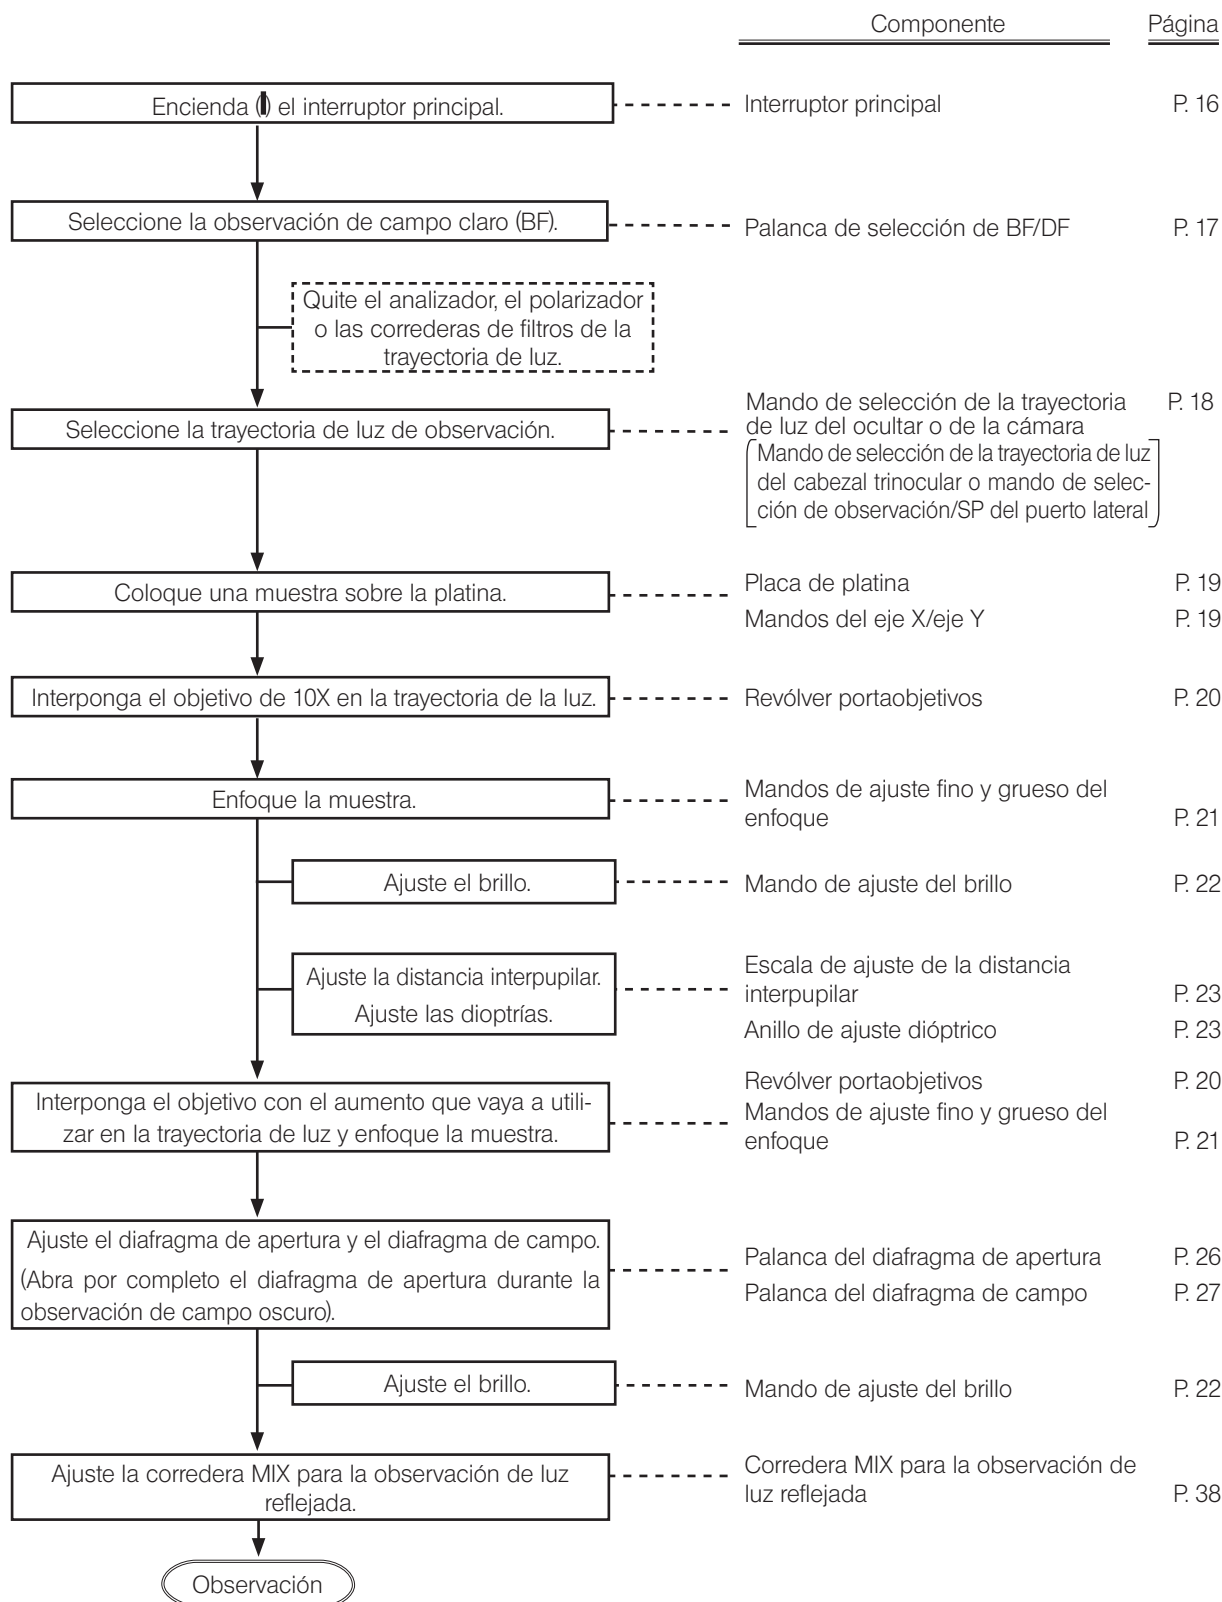 Componente Página
Encienda (I) el interruptor principal. Interruptor principal P. 16
Seleccione la observación de campo claro (BF). Palanca de selección de BF/DF P. 17
Quite el analizador, el polarizador
o las correderas de filtros de la
trayectoria de luz.
Seleccione la trayectoria de luz de observación.
Mando de selección de la trayectoria P. 18
de luz del ocultar o de la cámara
Mando de selección de la trayectoria de luz
del cabezal trinocular o mando de selec-
ción de observación/SP del puerto lateral
Coloque una muestra sobre la platina. Placa de platina P. 19
Mandos del eje X/eje Y P. 19
Interponga el objetivo de 10X en la trayectoria de la luz. Revólver portaobjetivos P. 20
Enfoque la muestra.
Mandos de ajuste fino y grueso del
enfoque P. 21
Ajuste el brillo. Mando de ajuste del brillo P. 22
Ajuste la distancia interpupilar.
Ajuste las dioptrías.
Escala de ajuste de la distancia
interpupilar P. 23
Anillo de ajuste dióptrico P. 23
Interponga el objetivo con el aumento que vaya a utili-
zar en la trayectoria de luz y enfoque la muestra.
Revólver portaobjetivos P. 20
Mandos de ajuste fino y grueso del
enfoque P. 21
Ajuste el diafragma de apertura y el diafragma de campo.
(Abra por completo el diafragma de apertura durante la
observación de campo oscuro).
Palanca del diafragma de apertura P. 26
Palanca del diafragma de campo P. 27
Ajuste el brillo. Mando de ajuste del brillo P. 22
Ajuste la corredera MIX para la observación de luz
reflejada.
Corredera MIX para la observación de
luz reflejada P. 38
Observación